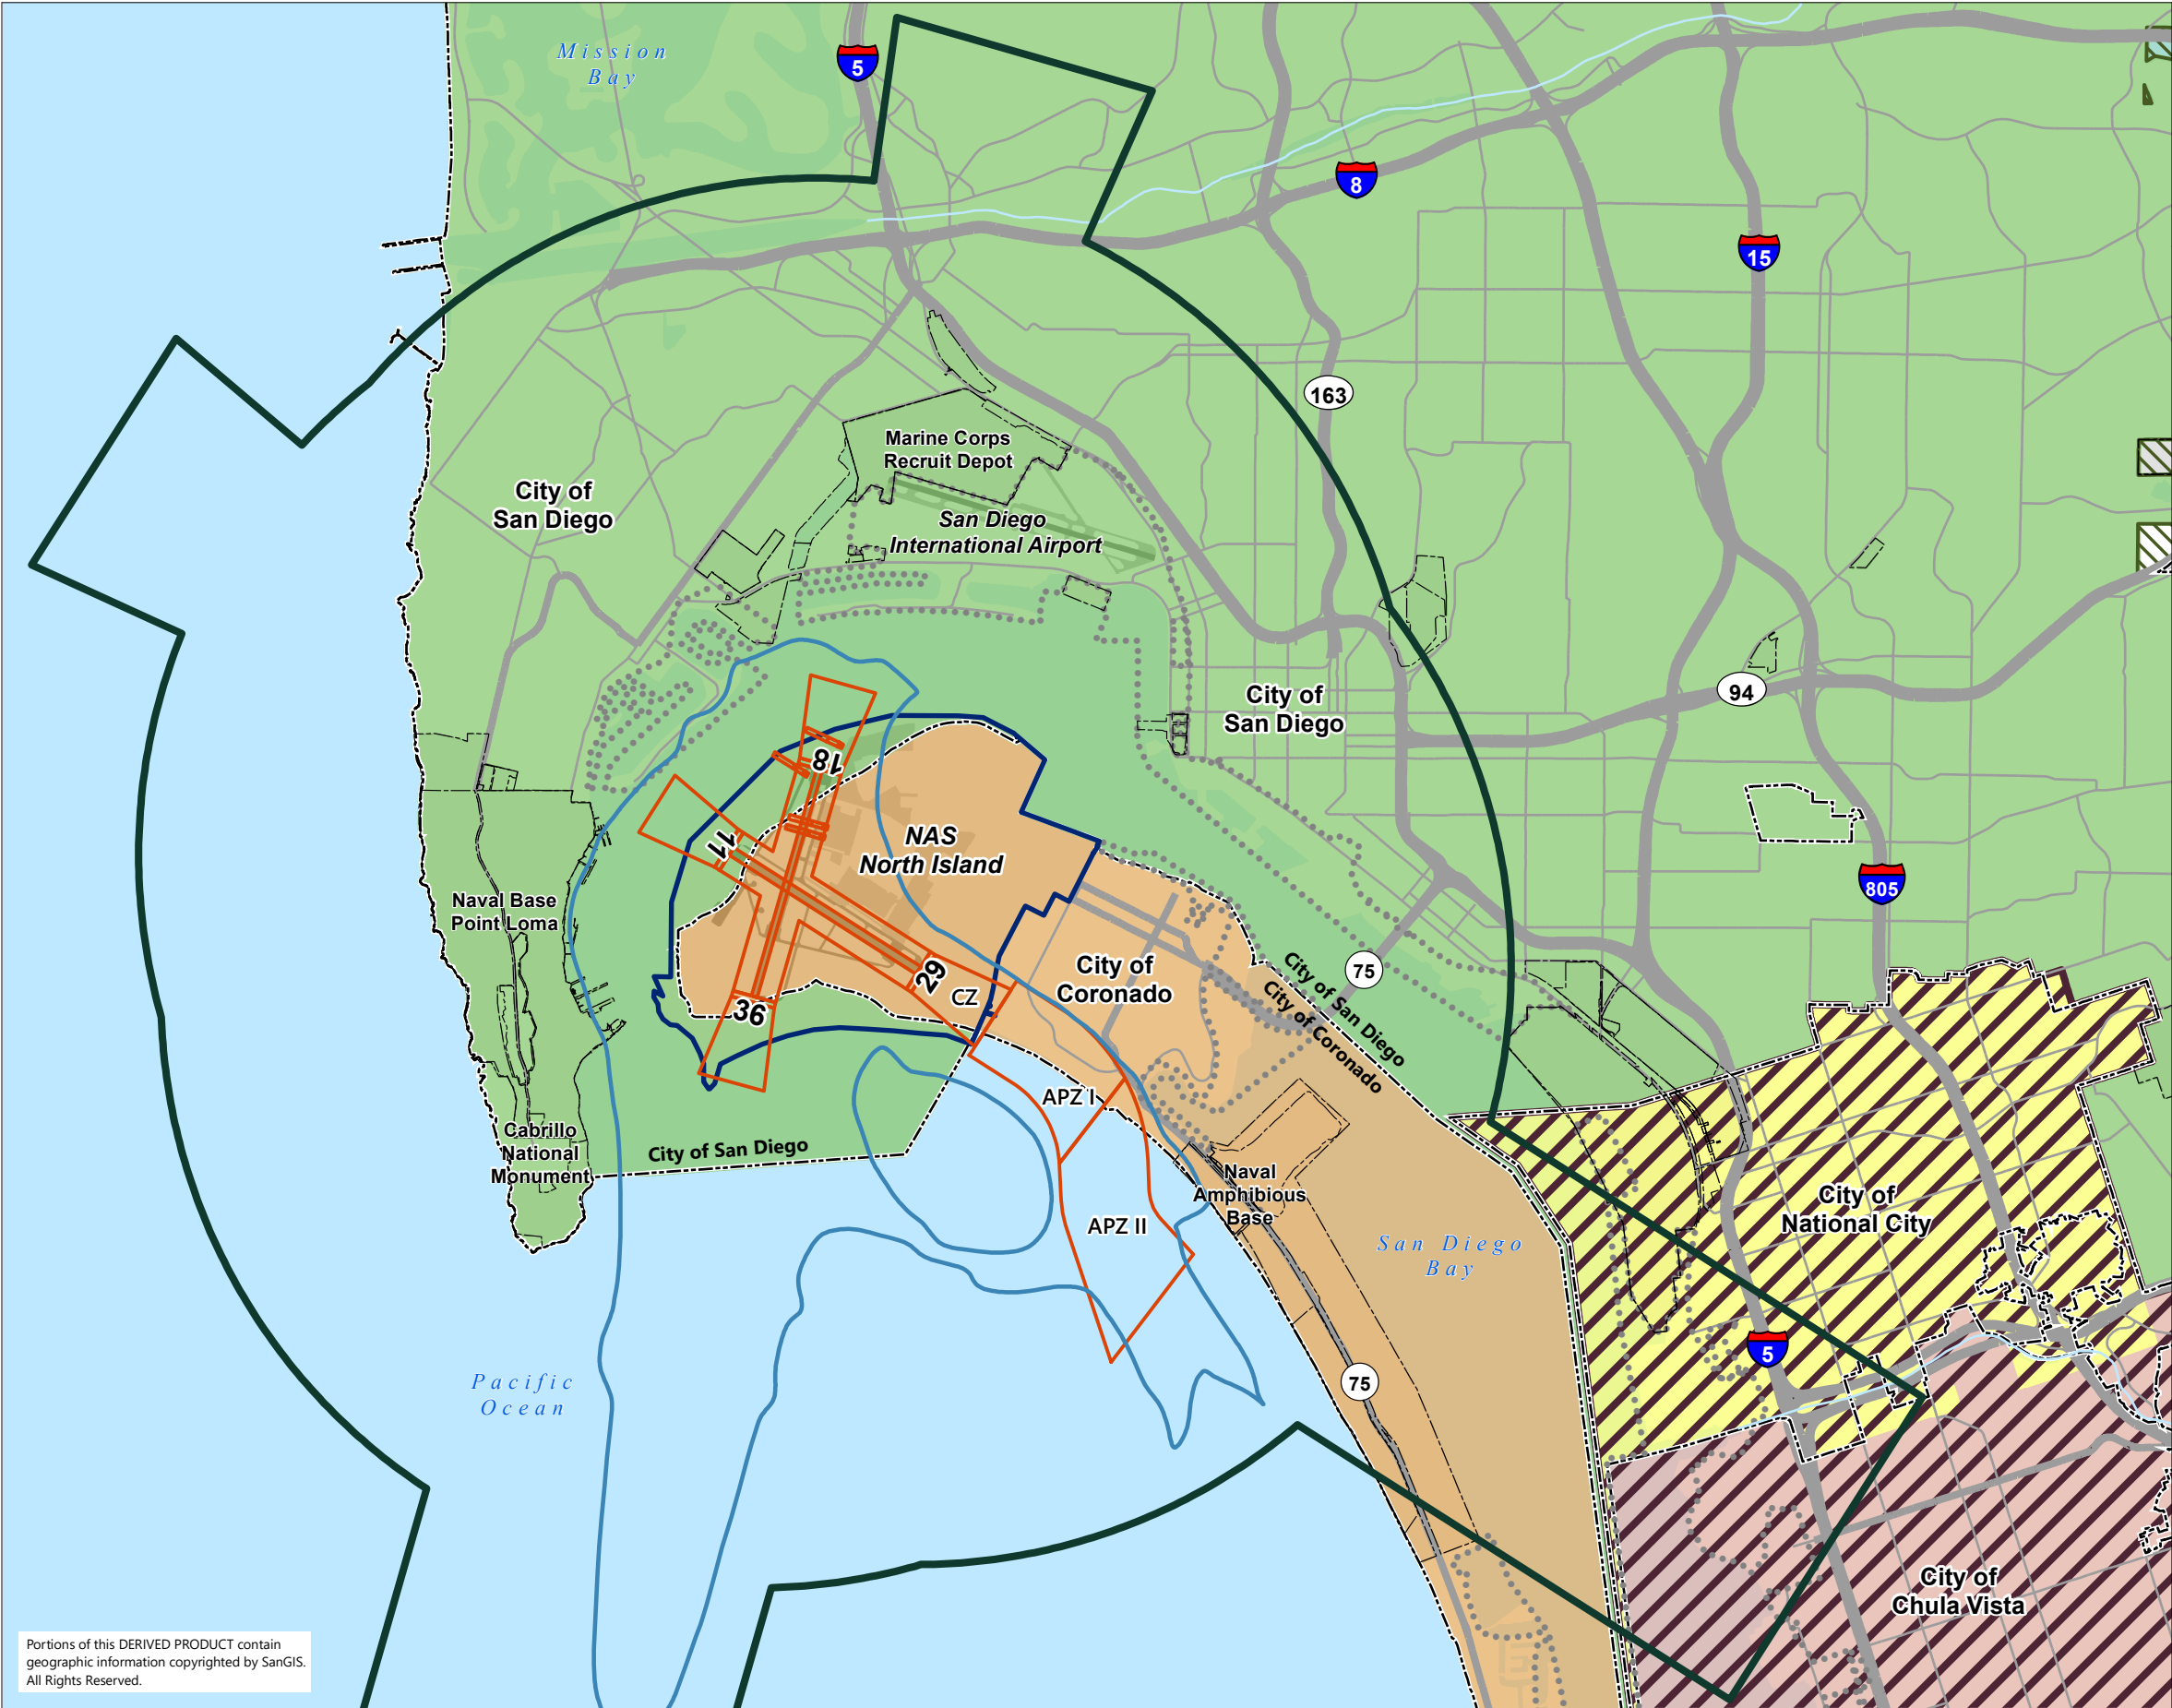 Mission
Bay
5
8
15
163
Marine Corps
Recruit Depot
City of
San Diego
San Diego
International Airport
City of
San Diego
94
18
11
NAS
North Island
805
Naval Base
Point Loma
29
CZ
36
City of
Coronado
75
City of San Diego
City of Coronado
APZ I
Cabrillo
National
Monument
City of San Diego
Naval
Amphibious
Base
APZ II
San Diego
Bay
City of
National City
5
Pacific
Ocean
75
City of
Chula Vista
Portions of this DERIVED PRODUCT contain
geographic information copyrighted by SanGIS.
All Rights Reserved.